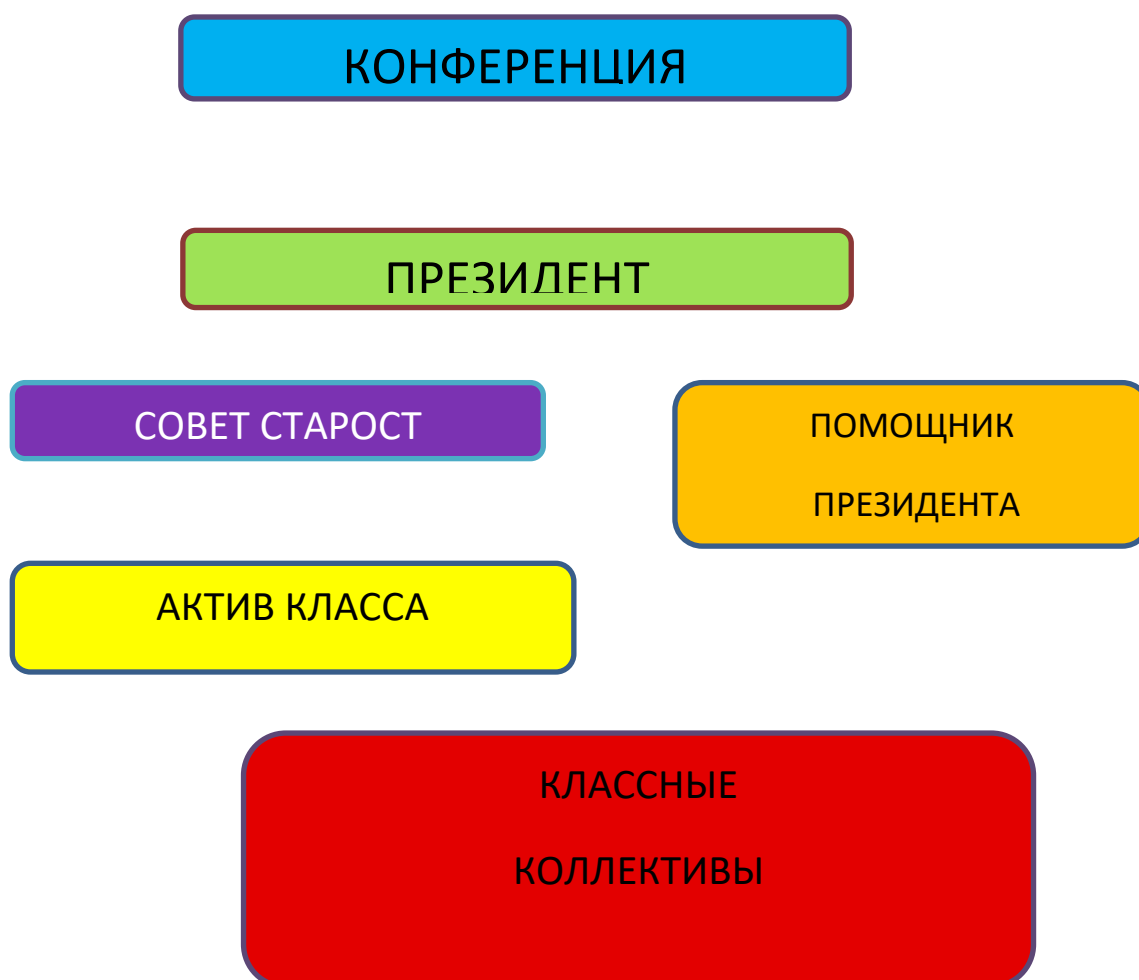 КОНФЕРЕНЦИЯ
ПРЕЗИДЕНТ
СОВЕТ СТАРОСТ
ПОМОЩНИК
ПРЕЗИДЕНТА
АКТИВ КЛАССА
КЛАССНЫЕ
КОЛЛЕКТИВЫ